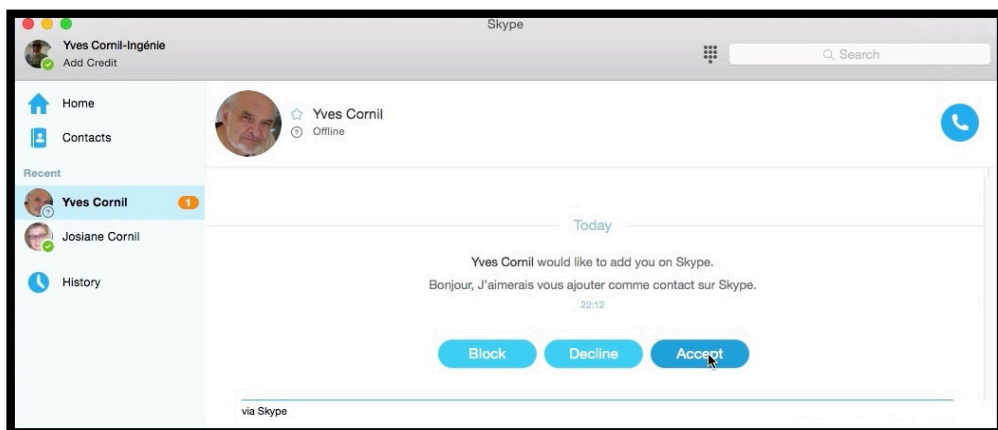 Skype
Yves Cornil-Ingénie
Add Credit
Search
Home
Contacts
Recent
Yves Cornil
1
Josiane Cornil
History
Yves Cornil
Offline
Today
Yves Cornil would like to add you on Skype.
Bonjour, J'aimerais vous ajouter comme contact sur Skype.
22:12
Block
Decline
Accept
via Skype